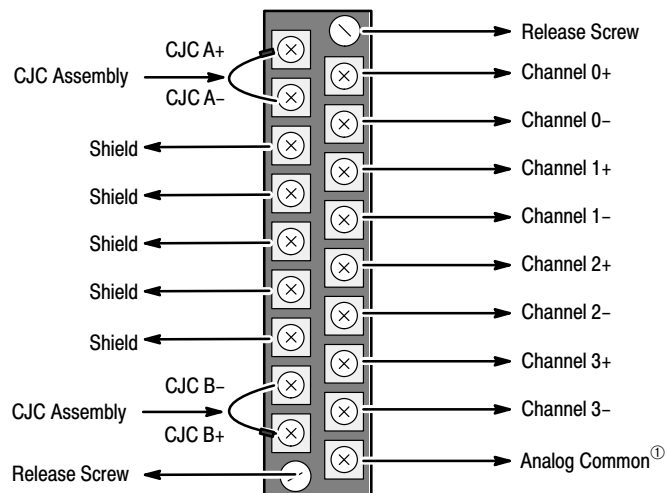 CJC A+
CJC Assembly
CJC A−
Shield
Shield
Shield
Shield
Shield
CJC B−
CJC Assembly
CJC B+
Release Screw
Release Screw
Channel 0+
Channel 0−
Channel 1+
Channel 1−
Channel 2+
Channel 2−
Channel 3+
Channel 3−
Analog Common①